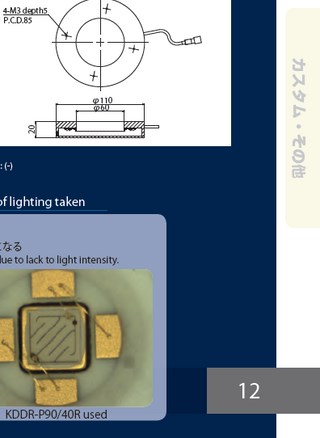 4-M3 depth5
P.C.D.85
φ110
φ60
20
: (-)
of lighting taken
になる
due to lack to light intensity.
KDDR-P90/40R used
カスタム・その他
12